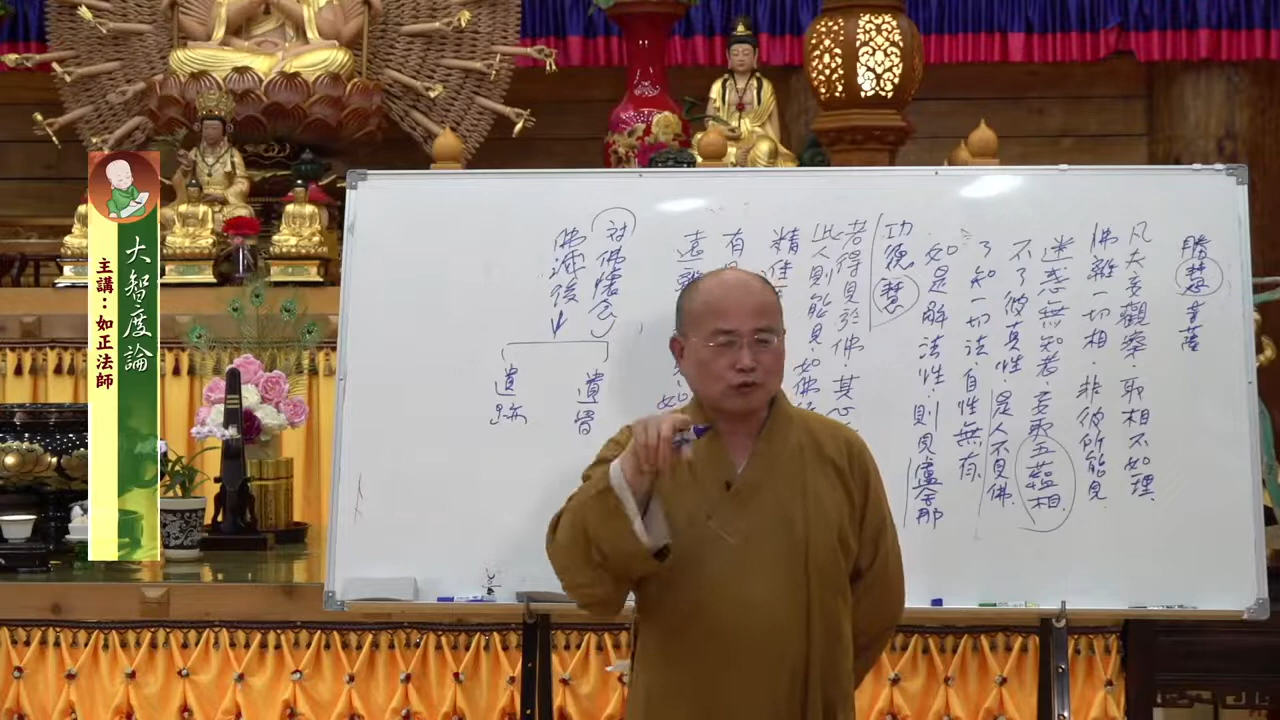 大智度論
主講：如正法師
勝慧菩薩
凡夫妄觀察、取相不如理、
佛離一切相、非彼所能見
迷惑無知者、妄取五蘊相、
不了彼真性、是人不見佛、
了知一切法、自性無有、
如是解法性、則見盧舍那
功德慧
若得見於佛、其心
此人則能見、如佛
精進
有
遠離
對佛懷念
佛滅後
遺骨
遺跡